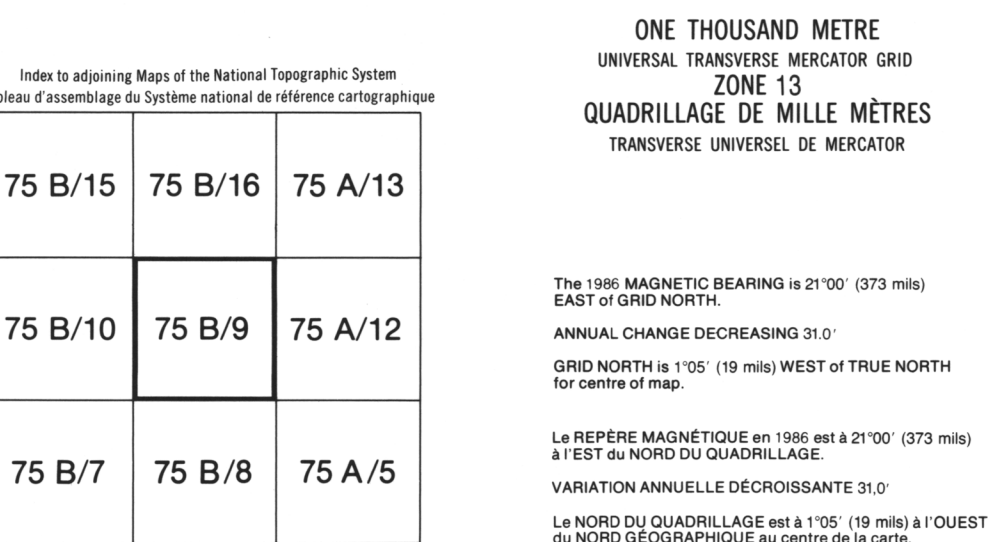 Index to adjoining Maps of the National Topographic System
d'assemblage du Système national de référence cartographique
75 B/15 75 B/16 75 A/13
75 B/10 75 B/9 75 A/12
75 B/7 75 B/8 75 A/5
ONE THOUSAND METRE
UNIVERSAL TRANSVERSE MERCATOR GRID
ZONE 13
QUADRILLAGE DE MILLE MÈTRES
TRANSVERSE UNIVERSEL DE MERCATOR
The 1986 MAGNETIC BEARING is 21°00′ (373 mils)
EAST of GRID NORTH.
ANNUAL CHANGE DECREASING 31.0′
GRID NORTH is 1°05′ (19 mils) WEST of TRUE NORTH
for centre of map.
Le REPÈRE MAGNÉTIQUE en 1986 est à 21°00′ (373 mils)
à l'EST du NORD DU QUADRILLAGE.
VARIATION ANNUELLE DÉCROISSANTE 31,0′
Le NORD DU QUADRILLAGE est à 1°05′ (19 mils) à l'OUEST
du NORD GÉOGRAPHIQUE au centre de la carte.